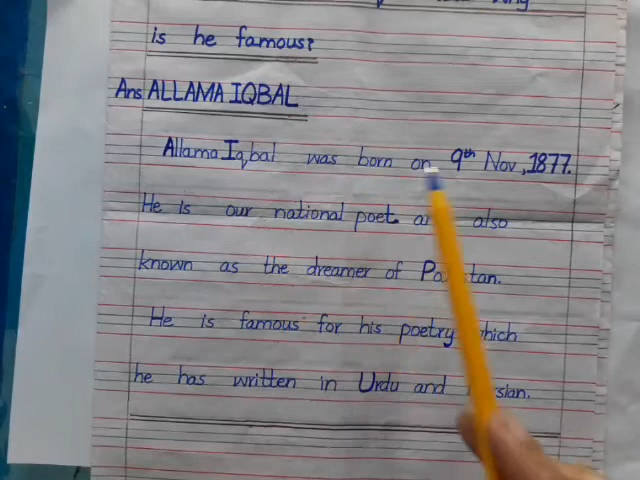 is he famous?
Ans ALLAMA IQBAL
Allama Iqbal was born on 9th Nov, 1877.
He is our national poet also
known as the dreamer of
He is famous for his poetry
he has written in Urdu and